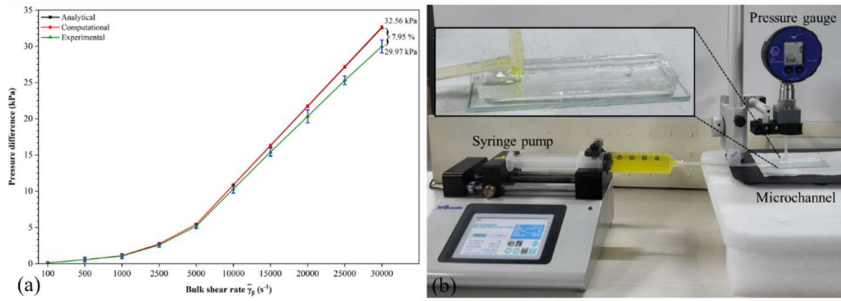 35
30
25
20
15
10
5
0
Pressure difference (kPa)
Analytical
Computational
Experimental
32.56 kPa
7.95 %
29.97 kPa
100 500 1000 2500 5000 10000 15000 20000 25000 30000
Bulk shear rate γ̄ᵦ (s⁻¹)
(a)
Pressure gauge
Syringe pump
Microchannel
(b)